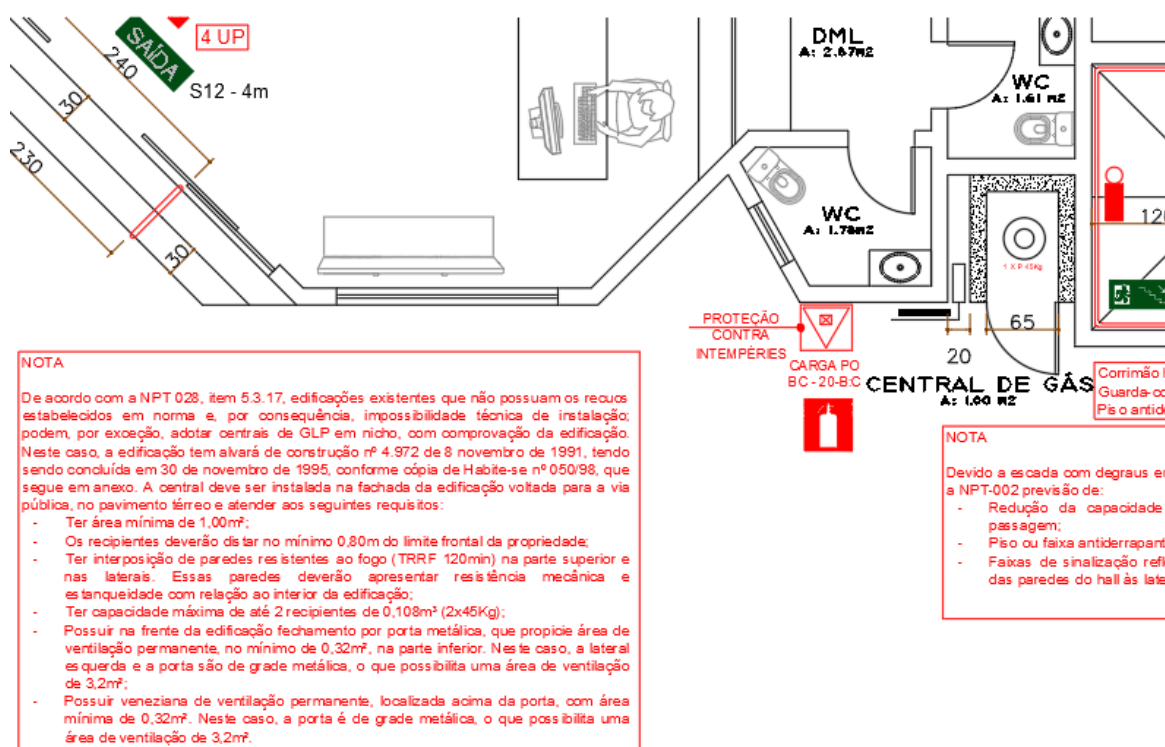 4 UP
SAÍDA
S12 - 4m
240
30
230
30
DML
A: 2.67m2
WC
A: 1.61 m2
WC
A: 1.78m2
1 X P.45Kg
120
65
20
PROTEÇÃO
CONTRA
INTEMPÉRIES
CARGA PO
BC - 20-B:C
CENTRAL DE GÁS
A: 1.00 M2
Corrimão
Guarda-co
Piso antid
NOTA
De acordo com a NPT 028, item 5.3.17, edificações existentes que não possuam os recuos
estabelecidos em norma e, por consequência, impossibilidade técnica de instalação;
podem, por exceção, adotar centrais de GLP em nicho, com comprovação da edificação.
Neste caso, a edificação tem alvará de construção nº 4.972 de 8 novembro de 1991, tendo
sendo concluída em 30 de novembro de 1995, conforme cópia de Habite-se nº 050/98, que
segue em anexo. A central deve ser instalada na fachada da edificação voltada para a via
pública, no pavimento térreo e atender aos seguintes requisitos:
- Ter área mínima de 1,00m²;
- Os recipientes deverão distar no mínimo 0,80m do limite frontal da propriedade;
- Ter interposição de paredes resistentes ao fogo (TRRF 120min) na parte superior e
nas laterais. Essas paredes deverão apresentar resistência mecânica e
estanqueidade com relação ao interior da edificação;
- Ter capacidade máxima de até 2 recipientes de 0,108m³ (2x45Kg);
- Possuir na frente da edificação fechamento por porta metálica, que propicie área de
ventilação permanente, no mínimo de 0,32m², na parte inferior. Neste caso, a lateral
esquerda e a porta são de grade metálica, o que possibilita uma área de ventilação
de 3,2m²;
- Possuir veneziana de ventilação permanente, localizada acima da porta, com área
mínima de 0,32m². Neste caso, a porta é de grade metálica, o que possibilita uma
área de ventilação de 3,2m².
NOTA
Devido a escada com degraus e
a NPT-002 previsão de:
- Redução da capacidade
passagem;
- Piso ou faixa antiderrapant
- Faixas de sinalização refl
das paredes do hall às late